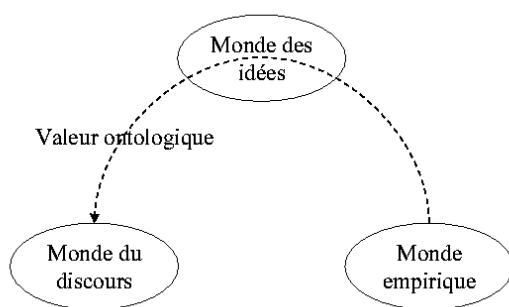 Monde des
idées
Valeur ontologique
Monde du
discours
Monde
empirique